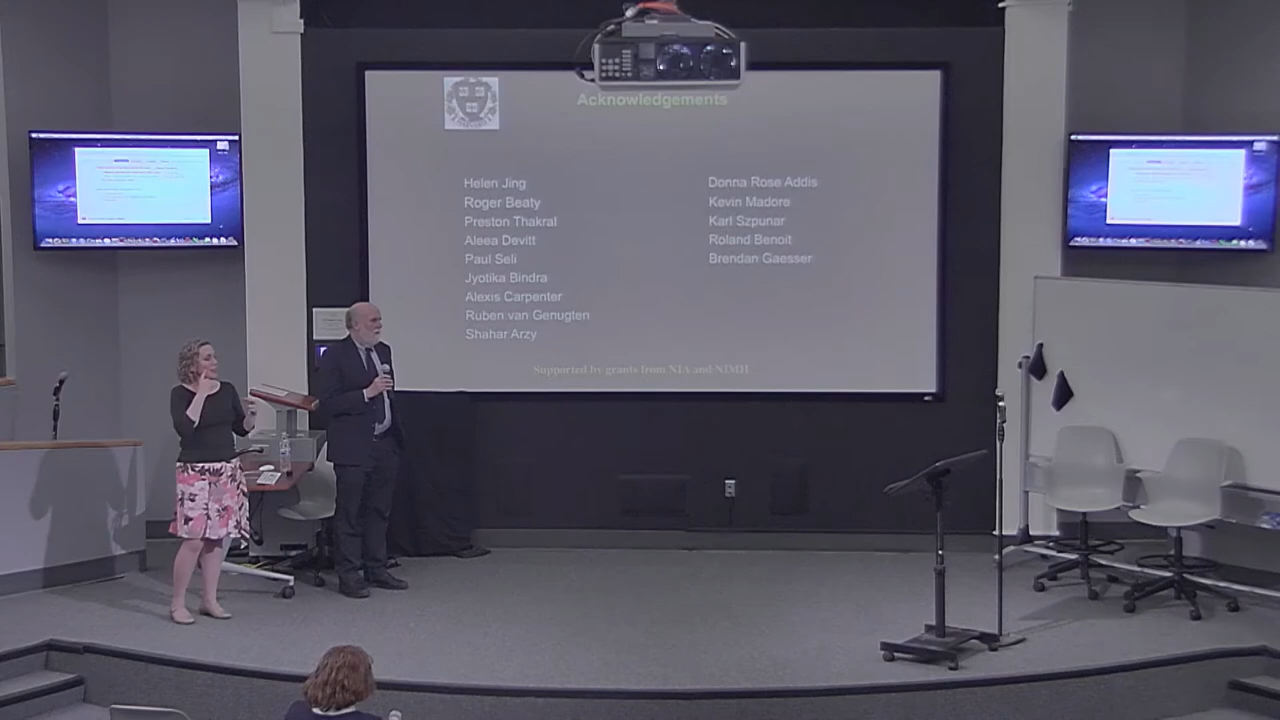 Acknowledgements
Helen Jing
Roger Beaty
Preston Thakral
Aleea Devitt
Paul Seli
Jyotika Bindra
Alexis Carpenter
Ruben van Genugten
Shahar Arzy
Donna Rose Addis
Kevin Madore
Karl Szpunar
Roland Benoit
Brendan Gaesser
Supported by grants from NIA and NIMH